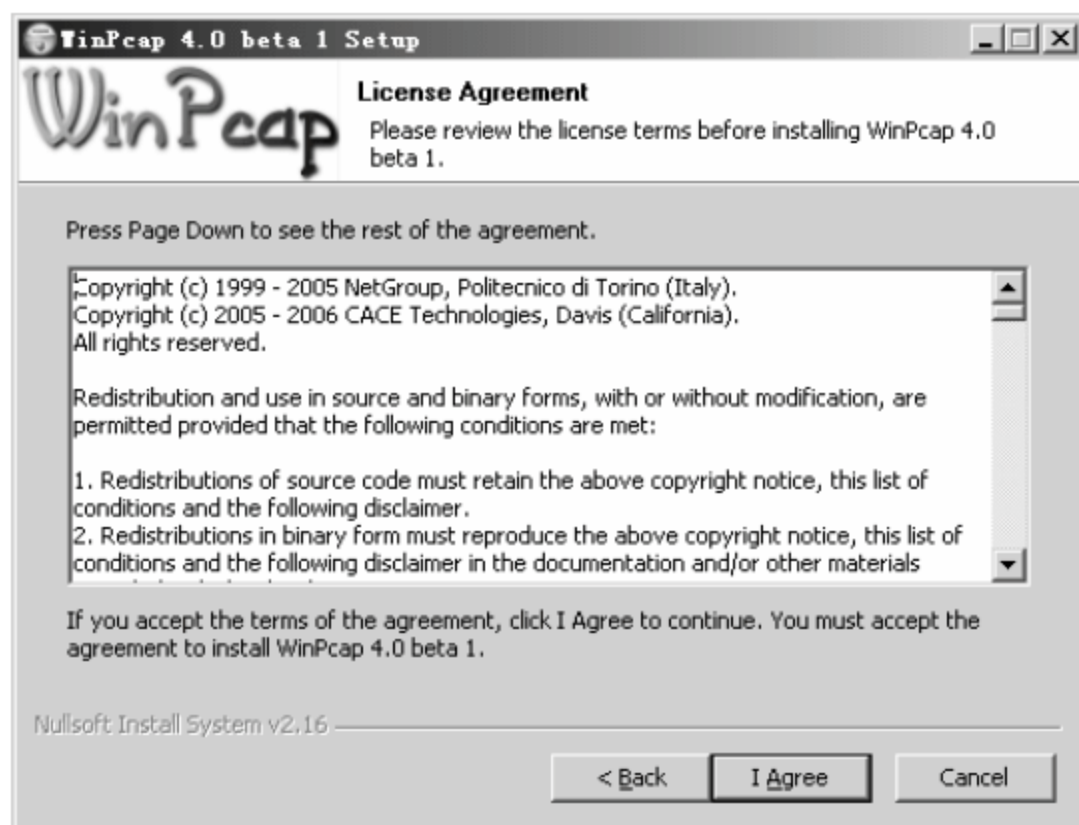 WinPcap 4.0 beta 1 Setup
WinPcap
License Agreement
Please review the license terms before installing WinPcap 4.0
beta 1.
Press Page Down to see the rest of the agreement.
Copyright (c) 1999 - 2005 NetGroup, Politecnico di Torino (Italy).
Copyright (c) 2005 - 2006 CACE Technologies, Davis (California).
All rights reserved.
Redistribution and use in source and binary forms, with or without modification, are
permitted provided that the following conditions are met:
1. Redistributions of source code must retain the above copyright notice, this list of
conditions and the following disclaimer.
2. Redistributions in binary form must reproduce the above copyright notice, this list of
conditions and the following disclaimer in the documentation and/or other materials
If you accept the terms of the agreement, click I Agree to continue. You must accept the
agreement to install WinPcap 4.0 beta 1.
Nullsoft Install System v2.16
< Back
I Agree
Cancel